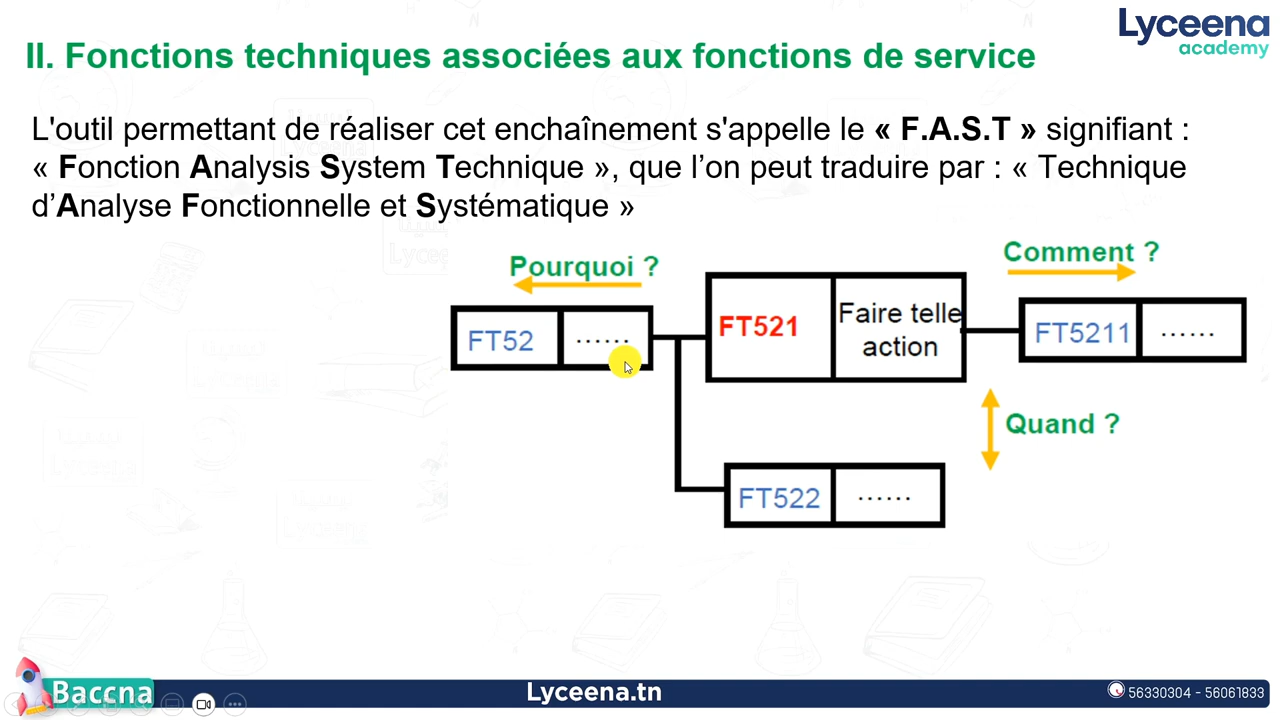 Lyceena
academy
II. Fonctions techniques associées aux fonctions de service
L'outil permettant de réaliser cet enchaînement s'appelle le « F.A.S.T » signifiant :
« Fonction Analysis System Technique », que l’on peut traduire par : « Technique
d’Analyse Fonctionnelle et Systématique »
Pourquoi ?
Comment ?
FT52 ......
FT521 Faire telle
action
FT5211 ......
Quand ?
FT522 ......
Baccna
Lyceena.tn
56330304 - 56061833